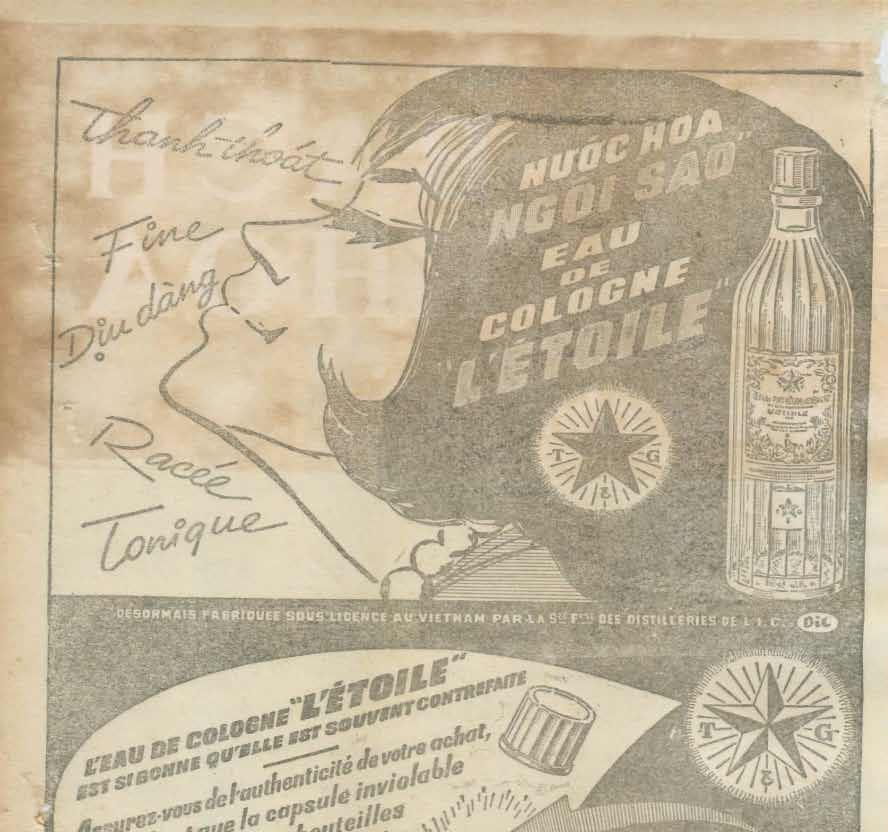 Thanh thoát
Fine
Dịu dàng
Racée
Tonique
NƯỚC HOA
NGÔI SAO"
EAU
DE
COLOGNE
"L'ÉTOILE"
T G
&
DESORMAIS FABRIQUEE SOUS LICENCE AU VIETNAM PAR LA Sté Fse DES DISTILLERIES DE L'I.C. DIC
L'EAU DE COLOGNE "L'ÉTOILE"
EST SI BONNE QU'ELLE EST SOUVENT CONTREFAITE
Assurez-vous de l'authenticité de votre achat,
que la capsule inviolable
bouteilles
T G
&